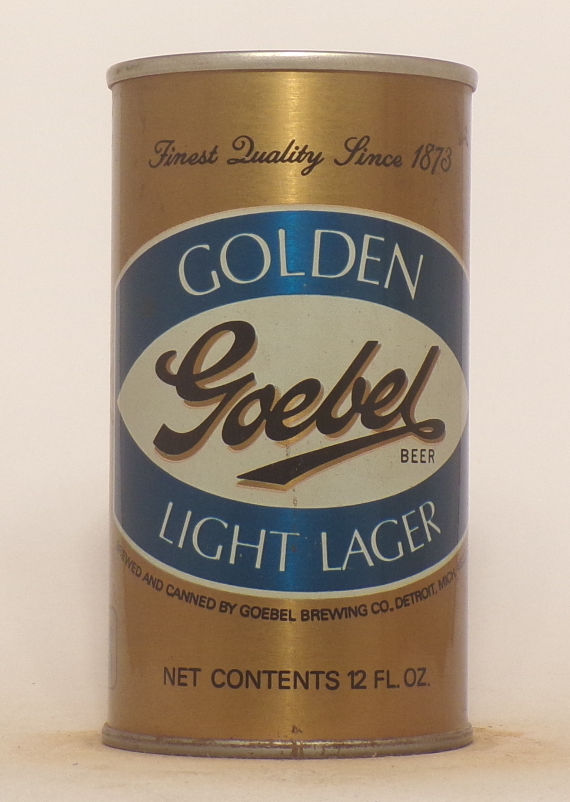 Finest Quality Since 1873
GOLDEN
Goebel
BEER
LIGHT LAGER
AND CANNED BY GOEBEL BREWING CO., DETROIT, MICH.
NET CONTENTS 12 FL. OZ.